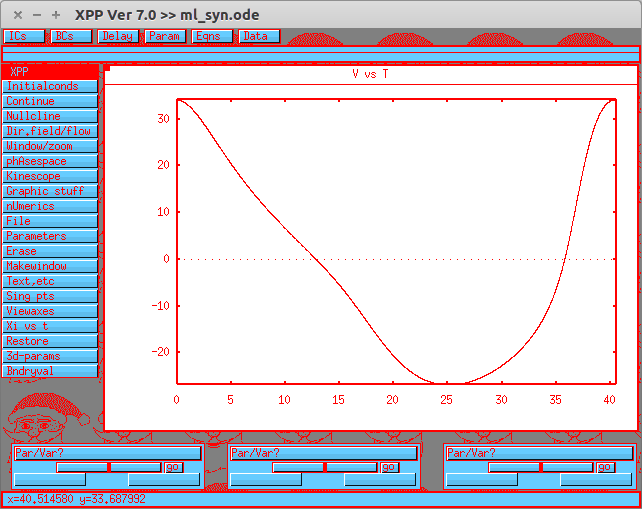 XPP Ver 7.0 >> ml_syn.ode
ICs BCs Delay Param Eqns Data
XPP
V vs T
Initialconds
Continue
Nullcline
Dir.field/flow
Window/zoom
phAsespace
Kinescope
Graphic stuff
nUmerics
File
Parameters
Erase
Makewindow
Text,etc
Sing pts
Viewaxes
Xi vs t
Restore
3d-params
Bndryval
30
20
10
0
-10
-20
0 5 10 15 20 25 30 35 40
Par/Var? Par/Var? Par/Var?
go go go
x=40.514580 y=33.687992